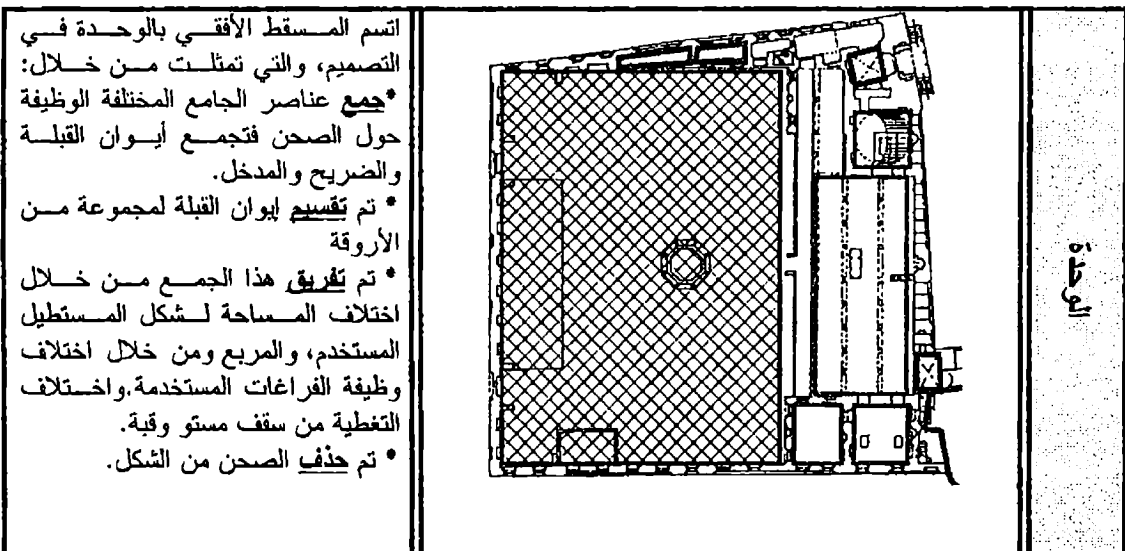 الوحدة
اتسم المسقط الأفقي بالوحدة في
التصميم، والتي تمثلت من خلال:
*جمع عناصر الجامع المختلفة الوظيفة
حول الصحن فتجمع أيوان القبلة
والضريح والمدخل.
* تم تقسيم إيوان القبلة لمجموعة من
الأروقة
* تم تفريق هذا الجمع من خلال
اختلاف المساحة لشكل المستطيل
المستخدم، والمربع ومن خلال اختلاف
وظيفة الفراغات المستخدمة.واختلاف
التغطية من سقف مستو وقبة.
* تم حذف الصحن من الشكل.